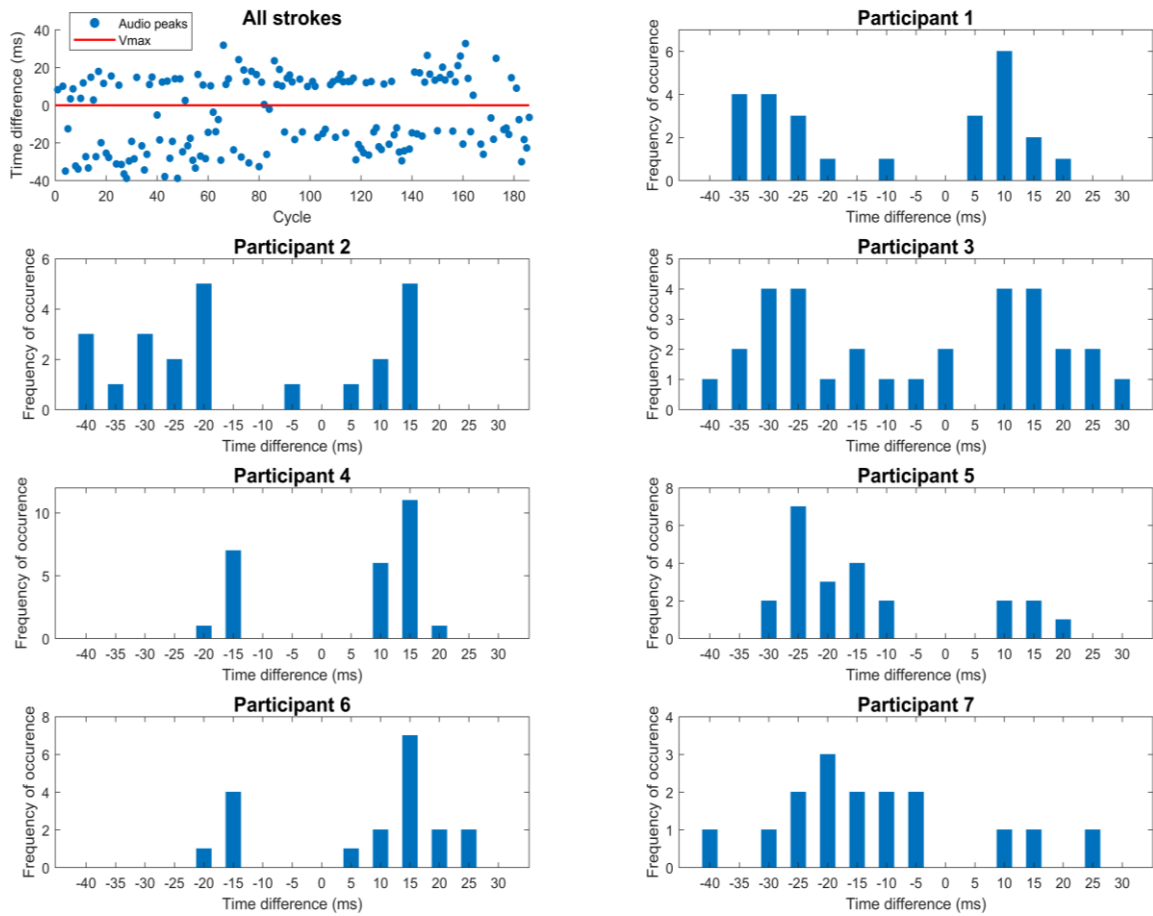 All strokes
Audio peaks
Vmax
Time difference (ms)
40
20
0
-20
-40
0 20 40 60 80 100 120 140 160 180
Cycle
Participant 1
Frequency of occurence
6
4
2
0
-40 -35 -30 -25 -20 -15 -10 -5 0 5 10 15 20 25 30
Time difference (ms)
Participant 2
Frequency of occurence
6
4
2
0
-40 -35 -30 -25 -20 -15 -10 -5 0 5 10 15 20 25 30
Time difference (ms)
Participant 3
Frequency of occurence
5
4
3
2
1
0
-40 -35 -30 -25 -20 -15 -10 -5 0 5 10 15 20 25 30
Time difference (ms)
Participant 4
Frequency of occurence
10
5
0
-40 -35 -30 -25 -20 -15 -10 -5 0 5 10 15 20 25 30
Time difference (ms)
Participant 5
Frequency of occurence
8
6
4
2
0
-40 -35 -30 -25 -20 -15 -10 -5 0 5 10 15 20 25 30
Time difference (ms)
Participant 6
Frequency of occurence
8
6
4
2
0
-40 -35 -30 -25 -20 -15 -10 -5 0 5 10 15 20 25 30
Time difference (ms)
Participant 7
Frequency of occurence
4
3
2
1
0
-40 -35 -30 -25 -20 -15 -10 -5 0 5 10 15 20 25 30
Time difference (ms)